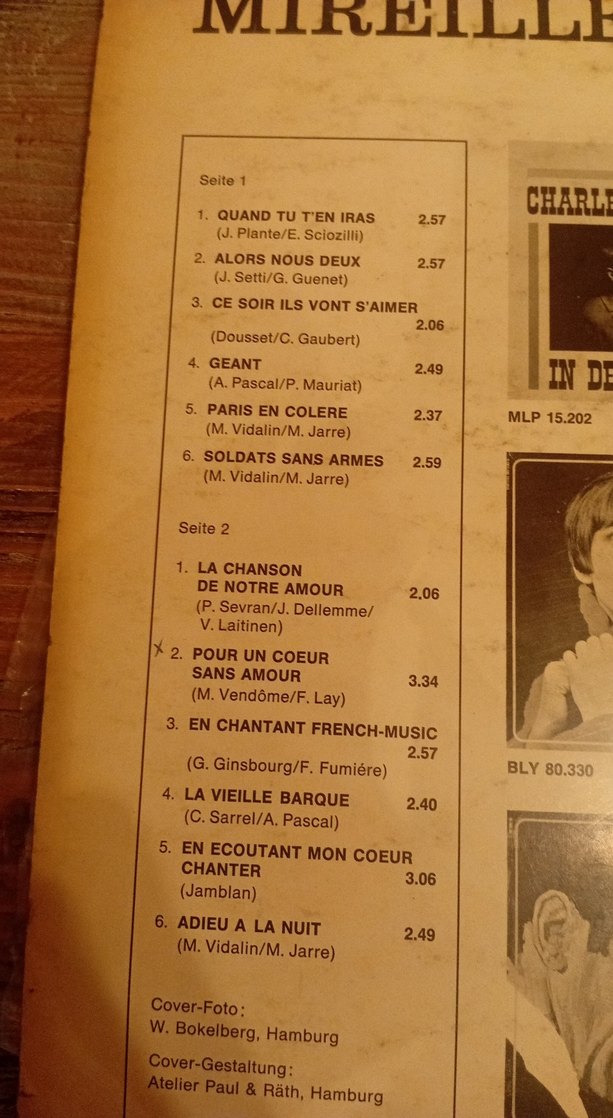 MIREILLE
Seite 1
1. QUAND TU T'EN IRAS 2.57
(J. Plante/E. Sciozilli)
2. ALORS NOUS DEUX 2.57
(J. Setti/G. Guenet)
3. CE SOIR ILS VONT S'AIMER
2.06
(Dousset/C. Gaubert)
4. GEANT 2.49
(A. Pascal/P. Mauriat)
5. PARIS EN COLERE 2.37
(M. Vidalin/M. Jarre)
6. SOLDATS SANS ARMES 2.59
(M. Vidalin/M. Jarre)
Seite 2
1. LA CHANSON
DE NOTRE AMOUR 2.06
(P. Sevran/J. Dellemme/
V. Laitinen)
x 2. POUR UN COEUR
SANS AMOUR 3.34
(M. Vendôme/F. Lay)
3. EN CHANTANT FRENCH-MUSIC
2.57
(G. Ginsbourg/F. Fumiére)
4. LA VIEILLE BARQUE 2.40
(C. Sarrel/A. Pascal)
5. EN ECOUTANT MON COEUR
CHANTER 3.06
(Jamblan)
6. ADIEU A LA NUIT 2.49
(M. Vidalin/M. Jarre)
Cover-Foto:
W. Bokelberg, Hamburg
Cover-Gestaltung:
Atelier Paul & Räth, Hamburg
CHARLE
IN DE
MLP 15.202
BLY 80.330